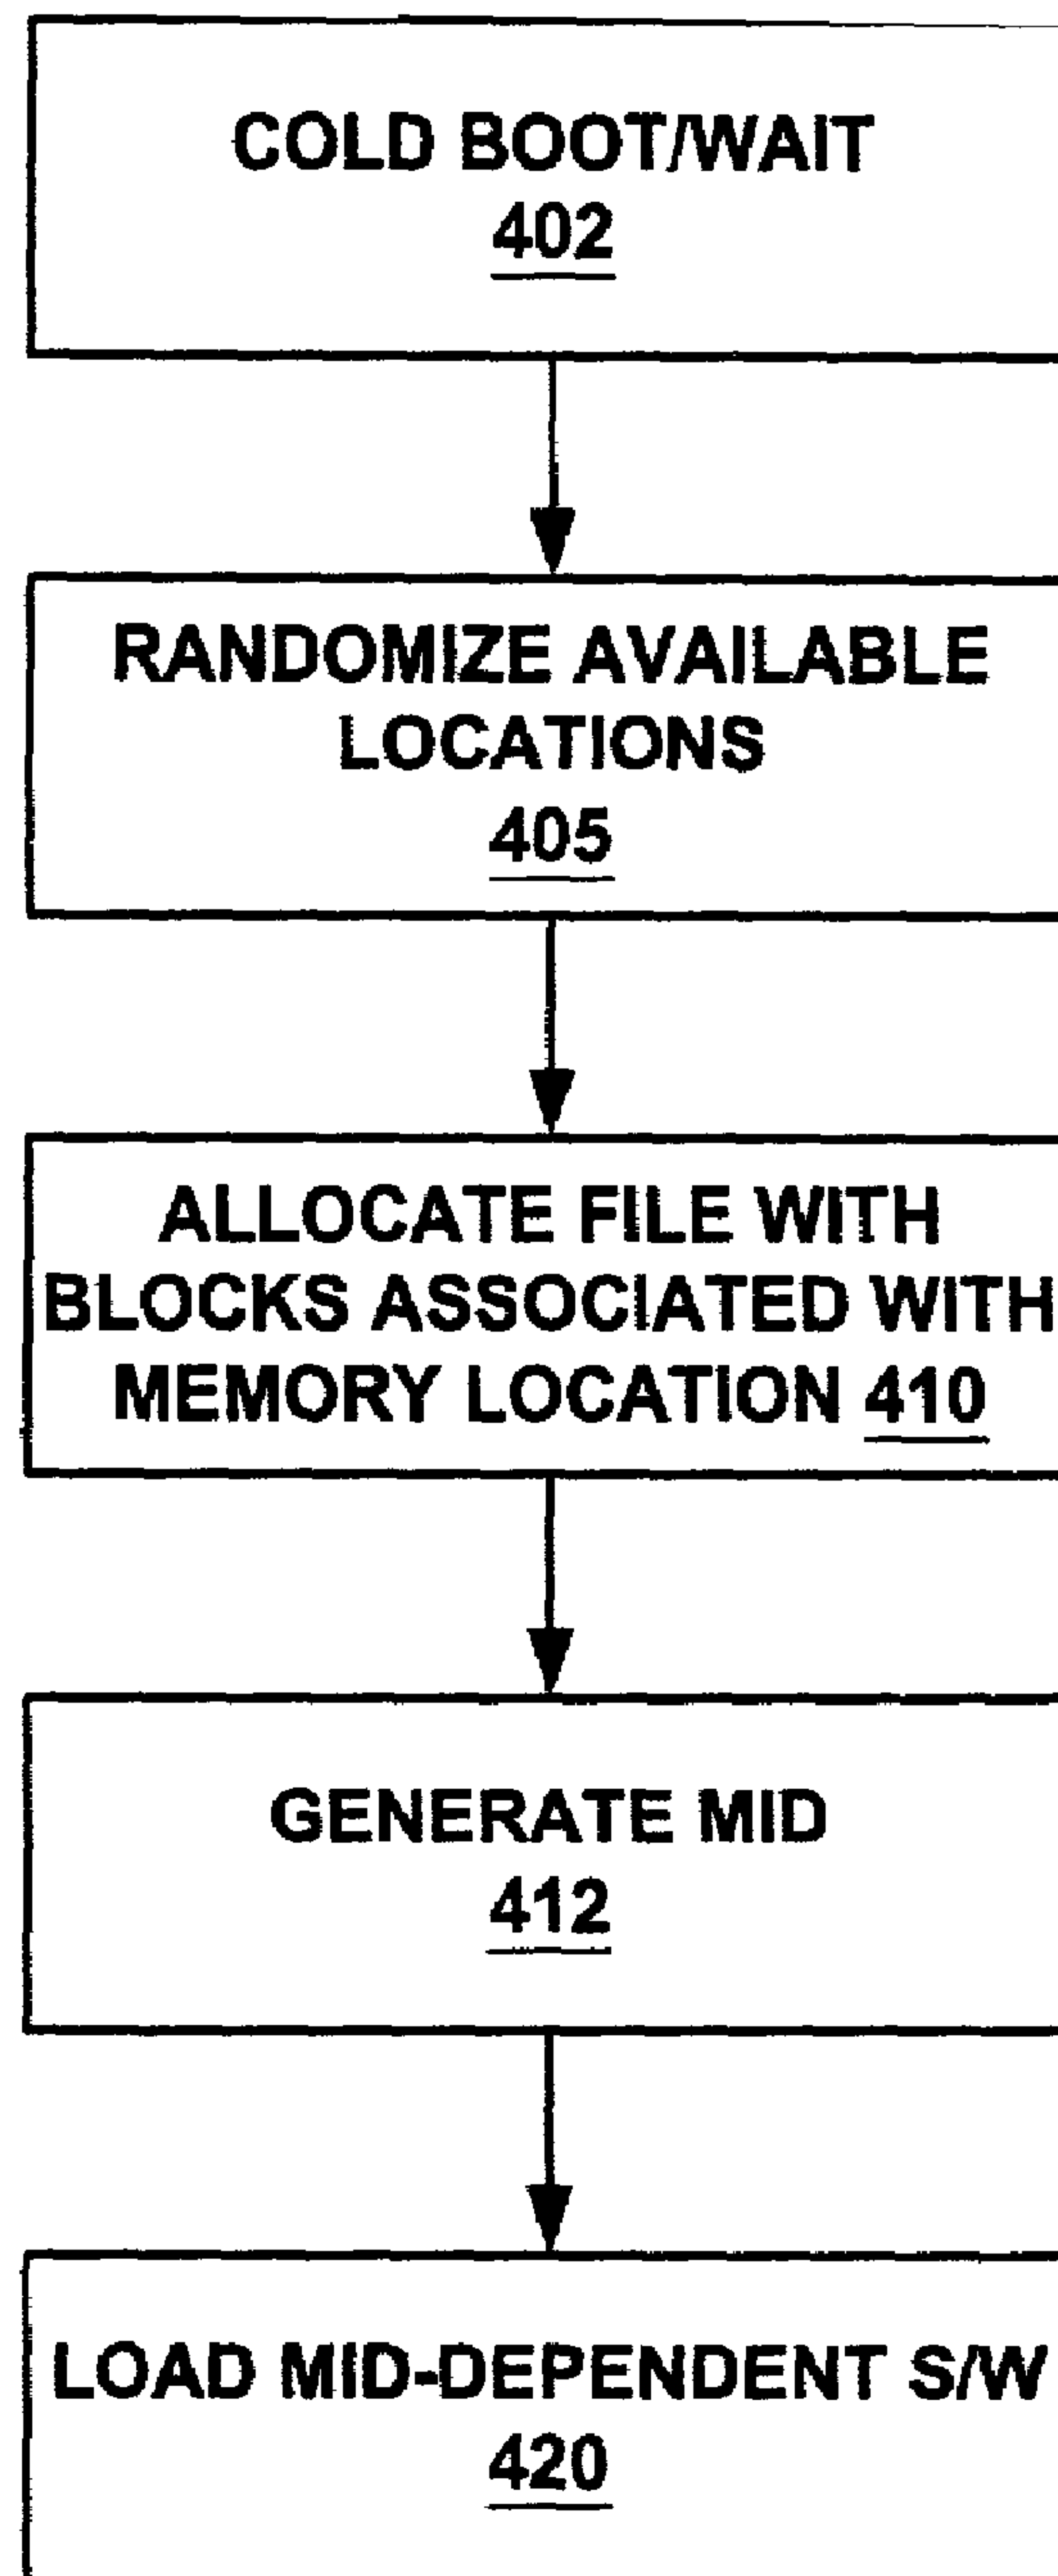 COLD BOOT/WAIT
402
RANDOMIZE AVAILABLE
LOCATIONS
405
ALLOCATE FILE WITH
BLOCKS ASSOCIATED WITH
MEMORY LOCATION 410
GENERATE MID
412
LOAD MID-DEPENDENT S/W
420